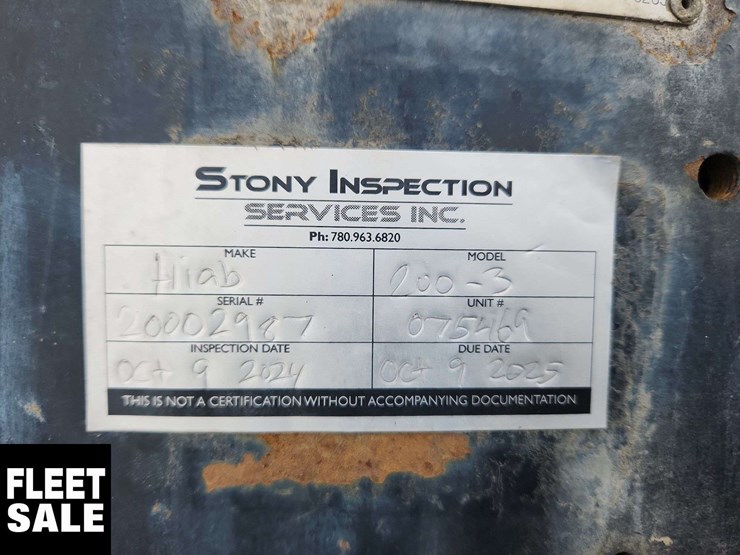 STONY INSPECTION
SERVICES INC.
Ph: 780.963.6820
MAKE MODEL
Hiab 200-3
SERIAL # UNIT #
20002987 075469
INSPECTION DATE DUE DATE
Oct 9 2024 Oct 9 2025
THIS IS NOT A CERTIFICATION WITHOUT ACCOMPANYING DOCUMENTATION
FLEET
SALE